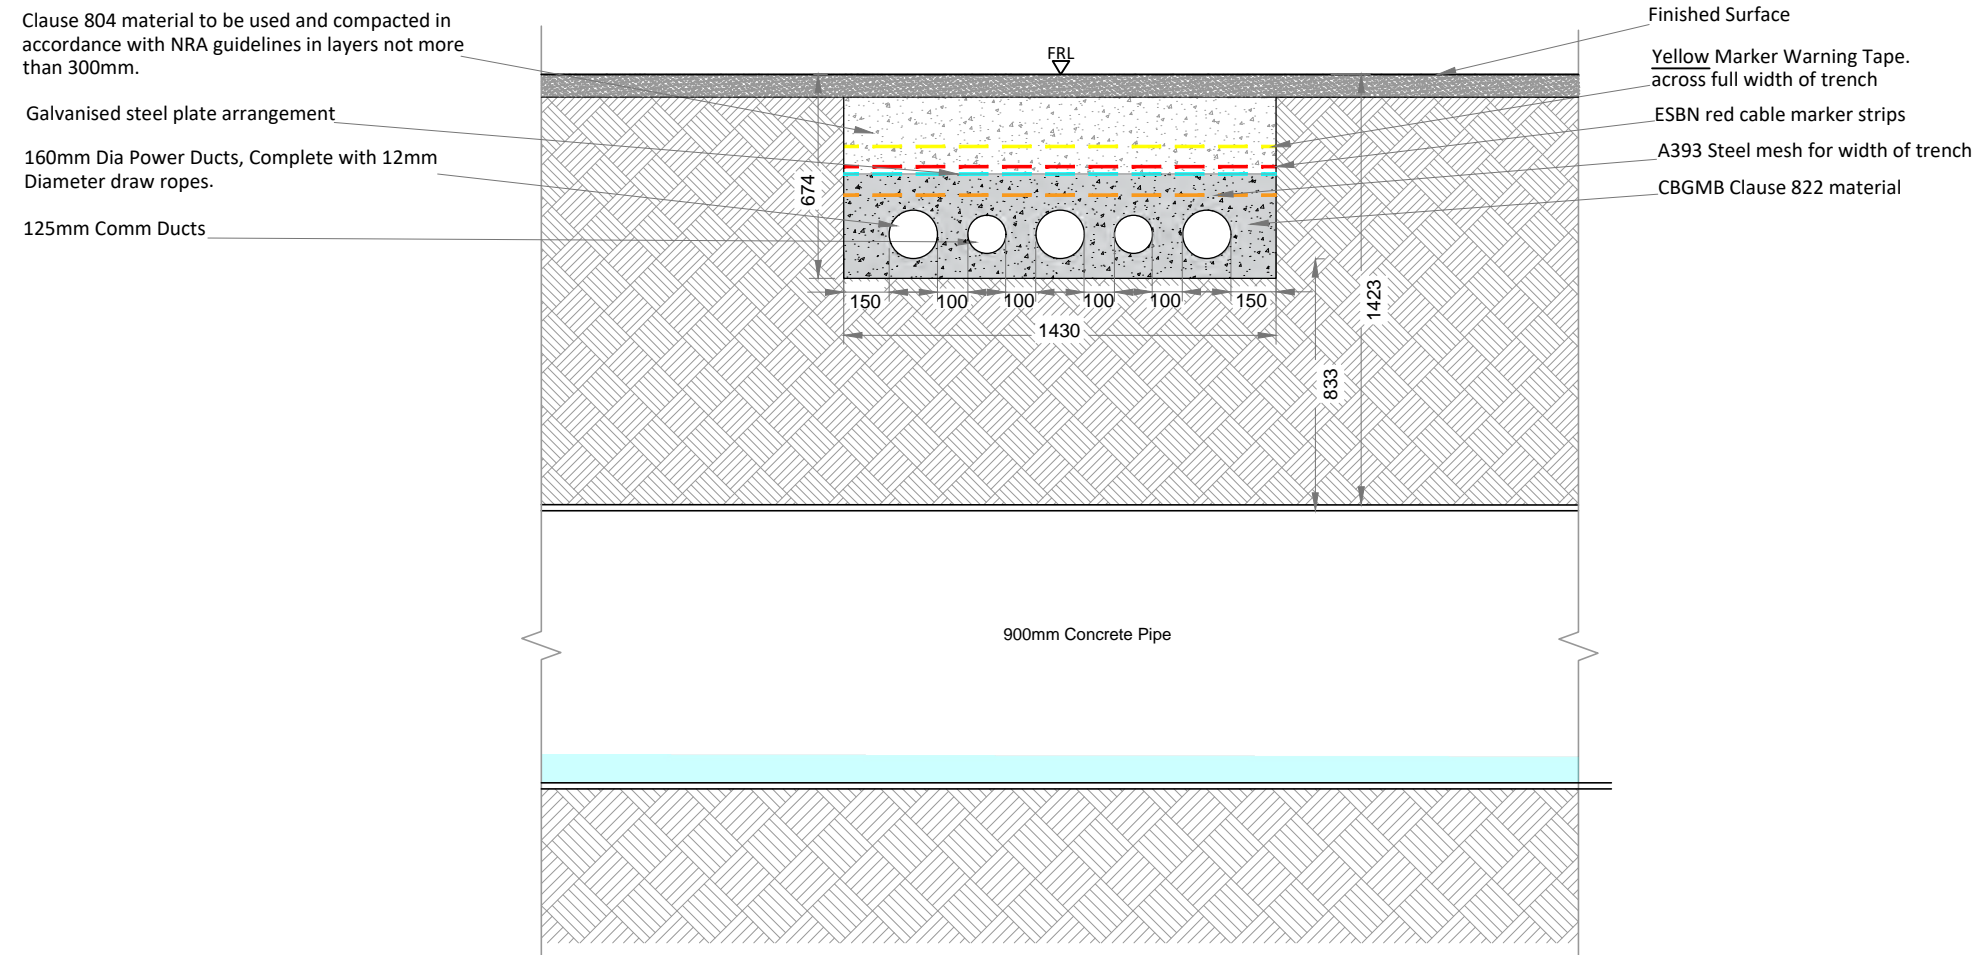 Clause 804 material to be used and compacted in
accordance with NRA guidelines in layers not more
than 300mm.
Galvanised steel plate arrangement
160mm Dia Power Ducts, Complete with 12mm
Diameter draw ropes.
125mm Comm Ducts
FRL
Finished Surface
Yellow Marker Warning Tape.
across full width of trench
ESBN red cable marker strips
A393 Steel mesh for width of trench
CBGMB Clause 822 material
674
150
100
100
100
100
150
1430
833
1423
900mm Concrete Pipe